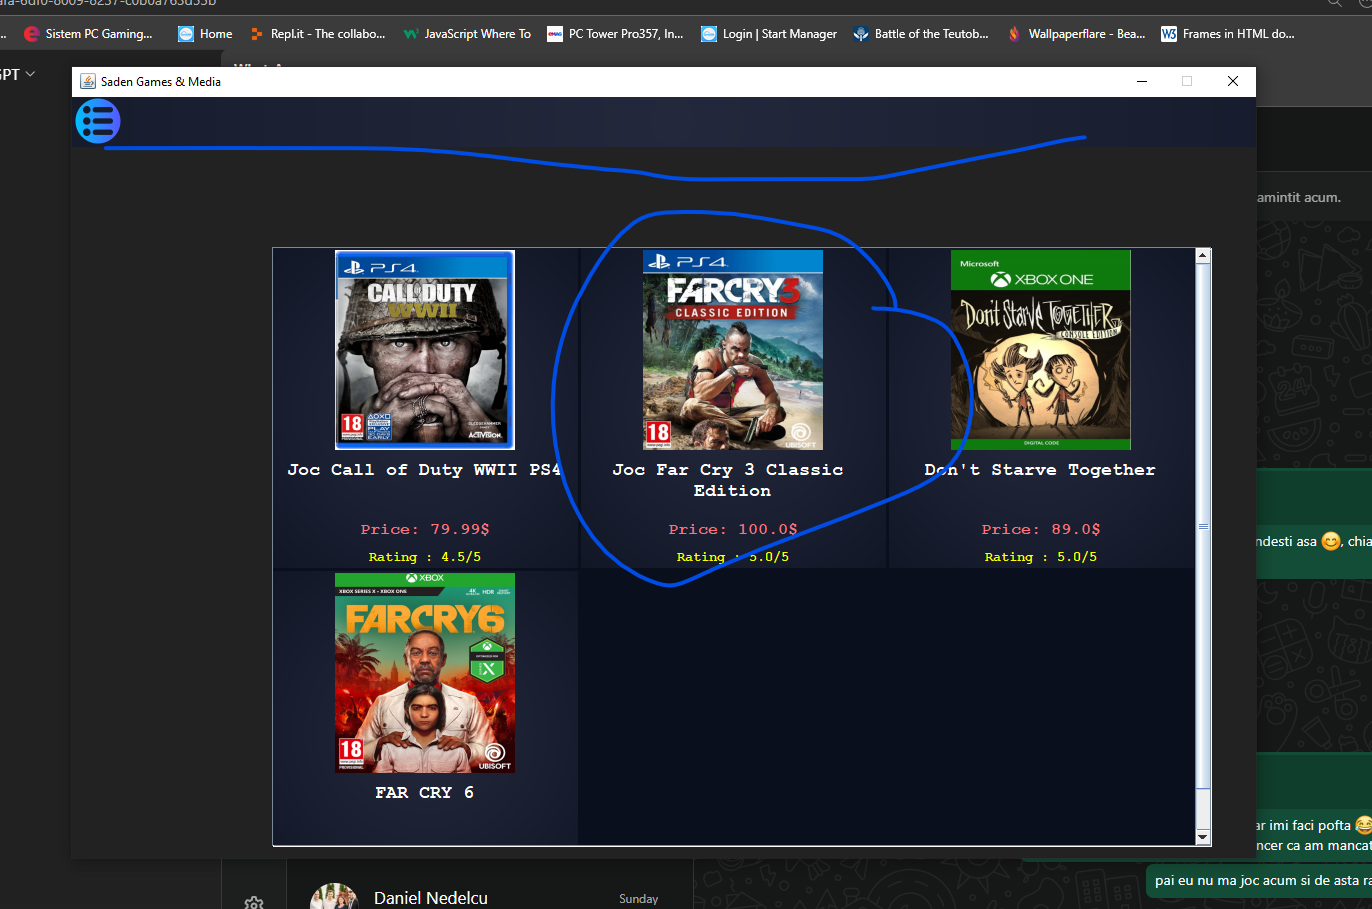 Sistem PC Gaming...
Home
Repl.it - The collabo...
JavaScript Where To
PC Tower Pro357, In...
Login | Start Manager
Battle of the Teutob...
Wallpaperflare - Bea...
Frames in HTML do...
Saden Games & Media
amintit acum.
PS4
CALL OF DUTY
WWII
18
ACTIVISION
Joc Call of Duty WWII PS4
Price: 79.99$
Rating : 4.5/5
PS4
FARCRY3
CLASSIC EDITION
18
UBISOFT
Joc Far Cry 3 Classic
Edition
Price: 100.0$
Rating : 5.0/5
Microsoft
XBOX ONE
Don't Starve TOGETHER
CONSOLE EDITION
DIGITAL CODE
Don't Starve Together
Price: 89.0$
Rating : 5.0/5
XBOX
XBOX SERIES X - XBOX ONE
4K HDR
FARCRY6
18
UBISOFT
FAR CRY 6
ndesti asa 😊, chia
ar imi faci pofta 😂
ncer ca am mancat
pai eu nu ma joc acum si de asta ra
Daniel Nedelcu
Sunday